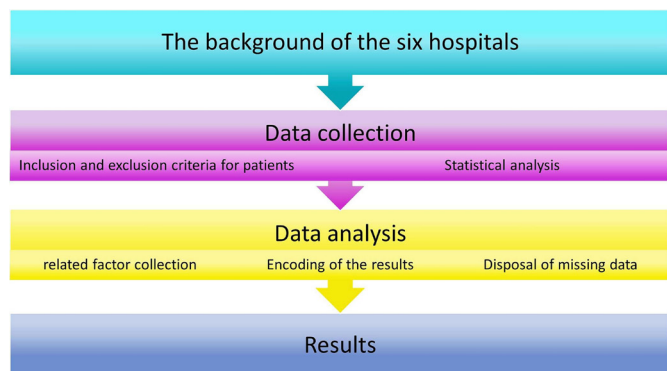 The background of the six hospitals
Data collection
Inclusion and exclusion criteria for patients
Statistical analysis
Data analysis
related factor collection
Encoding of the results
Disposal of missing data
Results